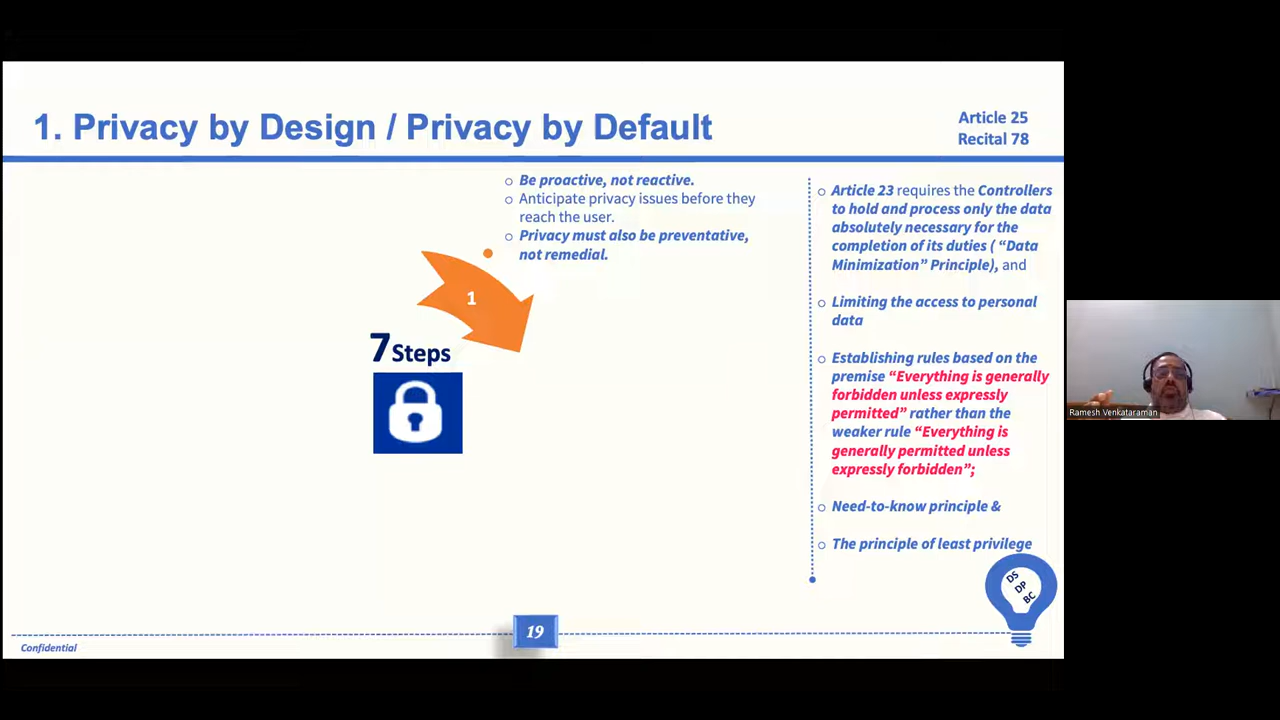 1. Privacy by Design / Privacy by Default
Article 25
Recital 78
Be proactive, not reactive.
Anticipate privacy issues before they
reach the user.
Privacy must also be preventative,
not remedial.
1
7 Steps
Article 23 requires the Controllers
to hold and process only the data
absolutely necessary for the
completion of its duties ( “Data
Minimization” Principle), and
Limiting the access to personal
data
Establishing rules based on the
premise “Everything is generally
forbidden unless expressly
permitted” rather than the
weaker rule “Everything is
generally permitted unless
expressly forbidden”;
Need-to-know principle &
The principle of least privilege
DS
DP
BC
19
Confidential
Ramesh Venkataraman